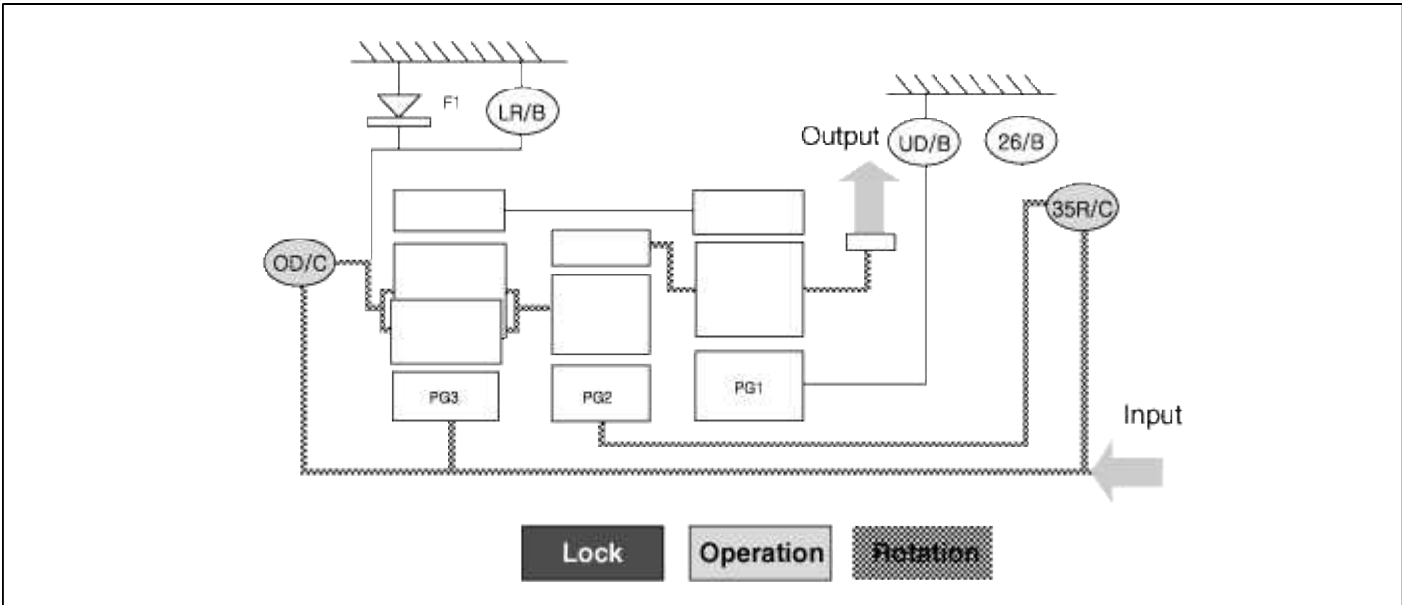 F1
LR/B
Output
UD/B
26/B
35R/C
OD/C
PG3
PG2
PG1
Input
Lock
Operation
Rotation